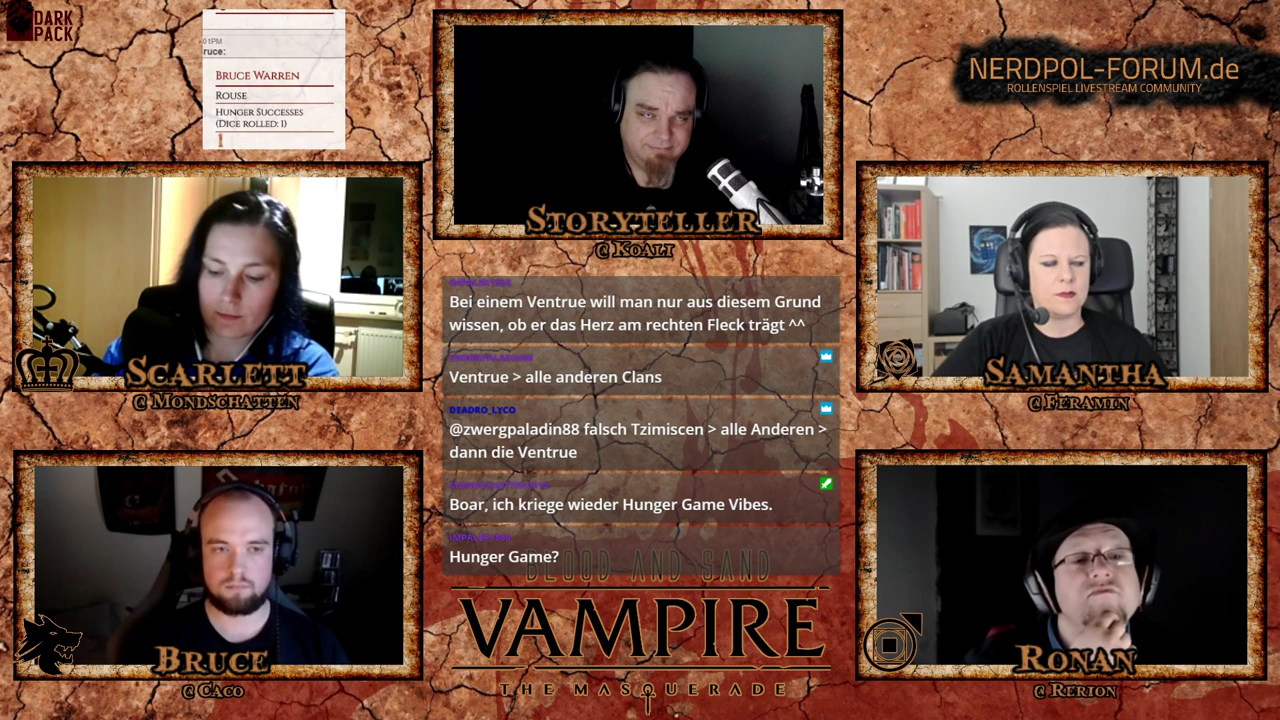 DARK
PACK
01PM
ruce:
BRUCE WARREN
ROUSE
HUNGER SUCCESSES
(DICE ROLLED: 1)
NERDPOL-FORUM.de
ROLLENSPIEL LIVESTREAM COMMUNITY
STORYTELLER
@ KOALI
SCARLETT
@ MONDSCHATTEN
SAMANTHA
@ FERAMIN
Bei einem Ventrue will man nur aus diesem Grund
wissen, ob er das Herz am rechten Fleck trägt ^^
Ventrue > alle anderen Clans
DEADRO_LYCO
@zwergpaladin88 falsch Tzimiscen > alle Anderen >
dann die Ventrue
Boar, ich kriege wieder Hunger Game Vibes.
Hunger Game?
BLOOD AND SAND
VAMPIRE
THE MASQUERADE
BRUCE
@ CACO
RONAN
@ RERION